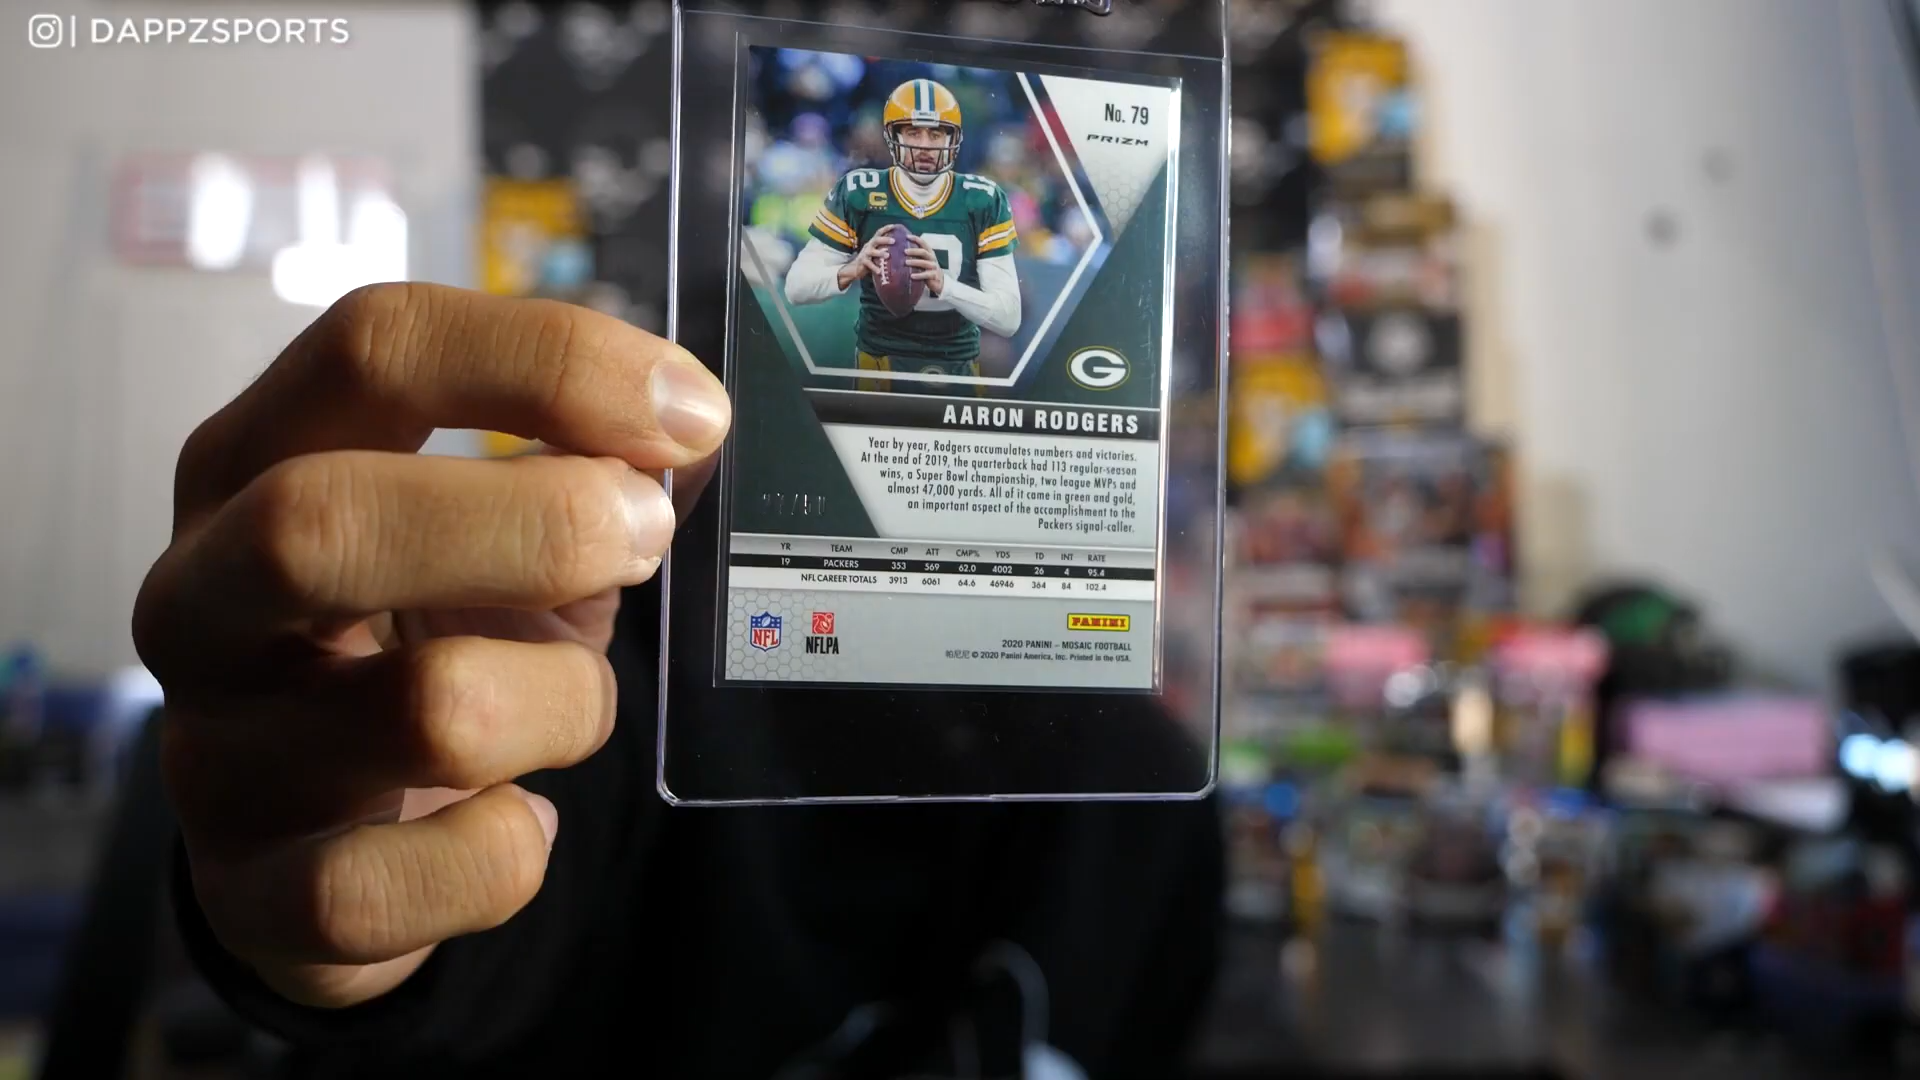 DAPPZSPORTS
No. 79
PRIZM
AARON RODGERS
Year by year, Rodgers accumulates numbers and victories.
At the end of 2019, the quarterback had 113 regular-season
wins, a Super Bowl championship, two league MVPs and
almost 47,000 yards. All of it came in green and gold,
an important aspect of the accomplishment to the
Packers signal-caller.
YR TEAM CMP ATT CMP% YDS TD INT RATE
19 PACKERS 353 569 62.0 4002 26 4 95.4
NFL CAREER TOTALS 3913 6061 64.6 46946 364 84 102.4
NFL
NFLPA
PANINI
2020 PANINI – MOSAIC FOOTBALL
帕尼尼 © 2020 Panini America, Inc. Printed in the USA.